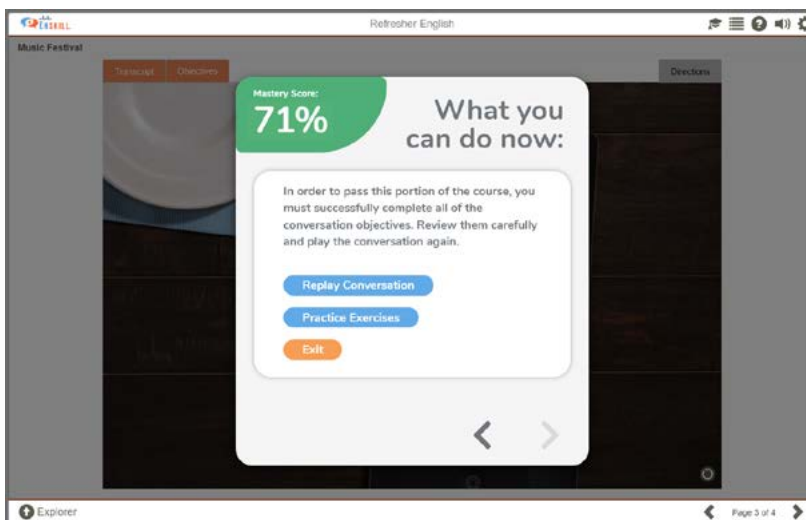 ENSKILL
Refresher English
Music Festival
Transcript
Objectives
Directions
Mastery Score:
71%
What you
can do now:
In order to pass this portion of the course, you
must successfully complete all of the
conversation objectives. Review them carefully
and play the conversation again.
Replay Conversation
Practice Exercises
Exit
Explorer
Page 3 of 4